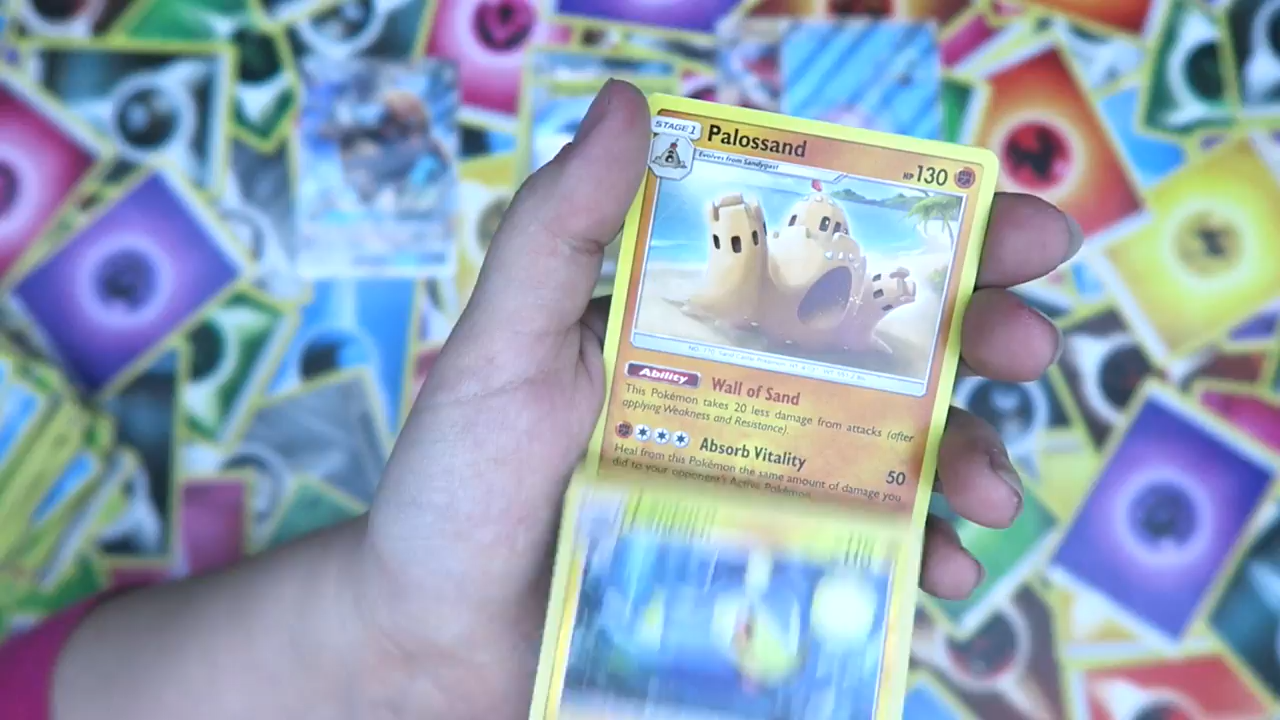 STAGE 1
Palossand
HP 130
Evolves from Sandygast
Ability Wall of Sand
This Pokémon takes 20 less damage from attacks (after
applying Weakness and Resistance).
Absorb Vitality 50
Heal from this Pokémon the same amount of damage you
did to your opponent's Active Pokémon.